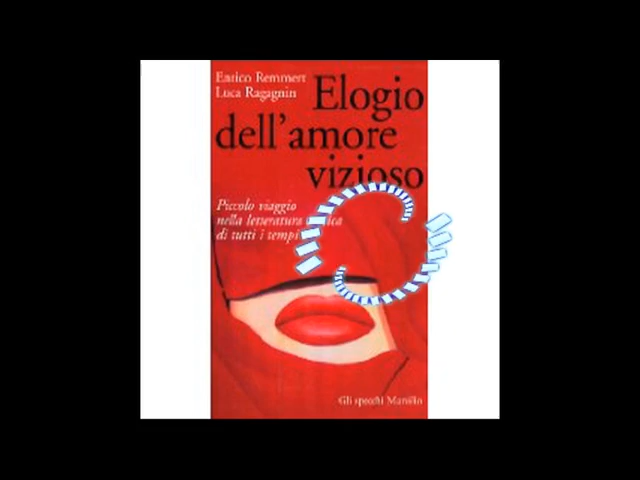 Enrico Remmert
Luca Ragagnin
Elogio
dell'amore
vizioso
Piccolo viaggio
nella letteratura
di tutti i tempi
Gli specchi Marsilio